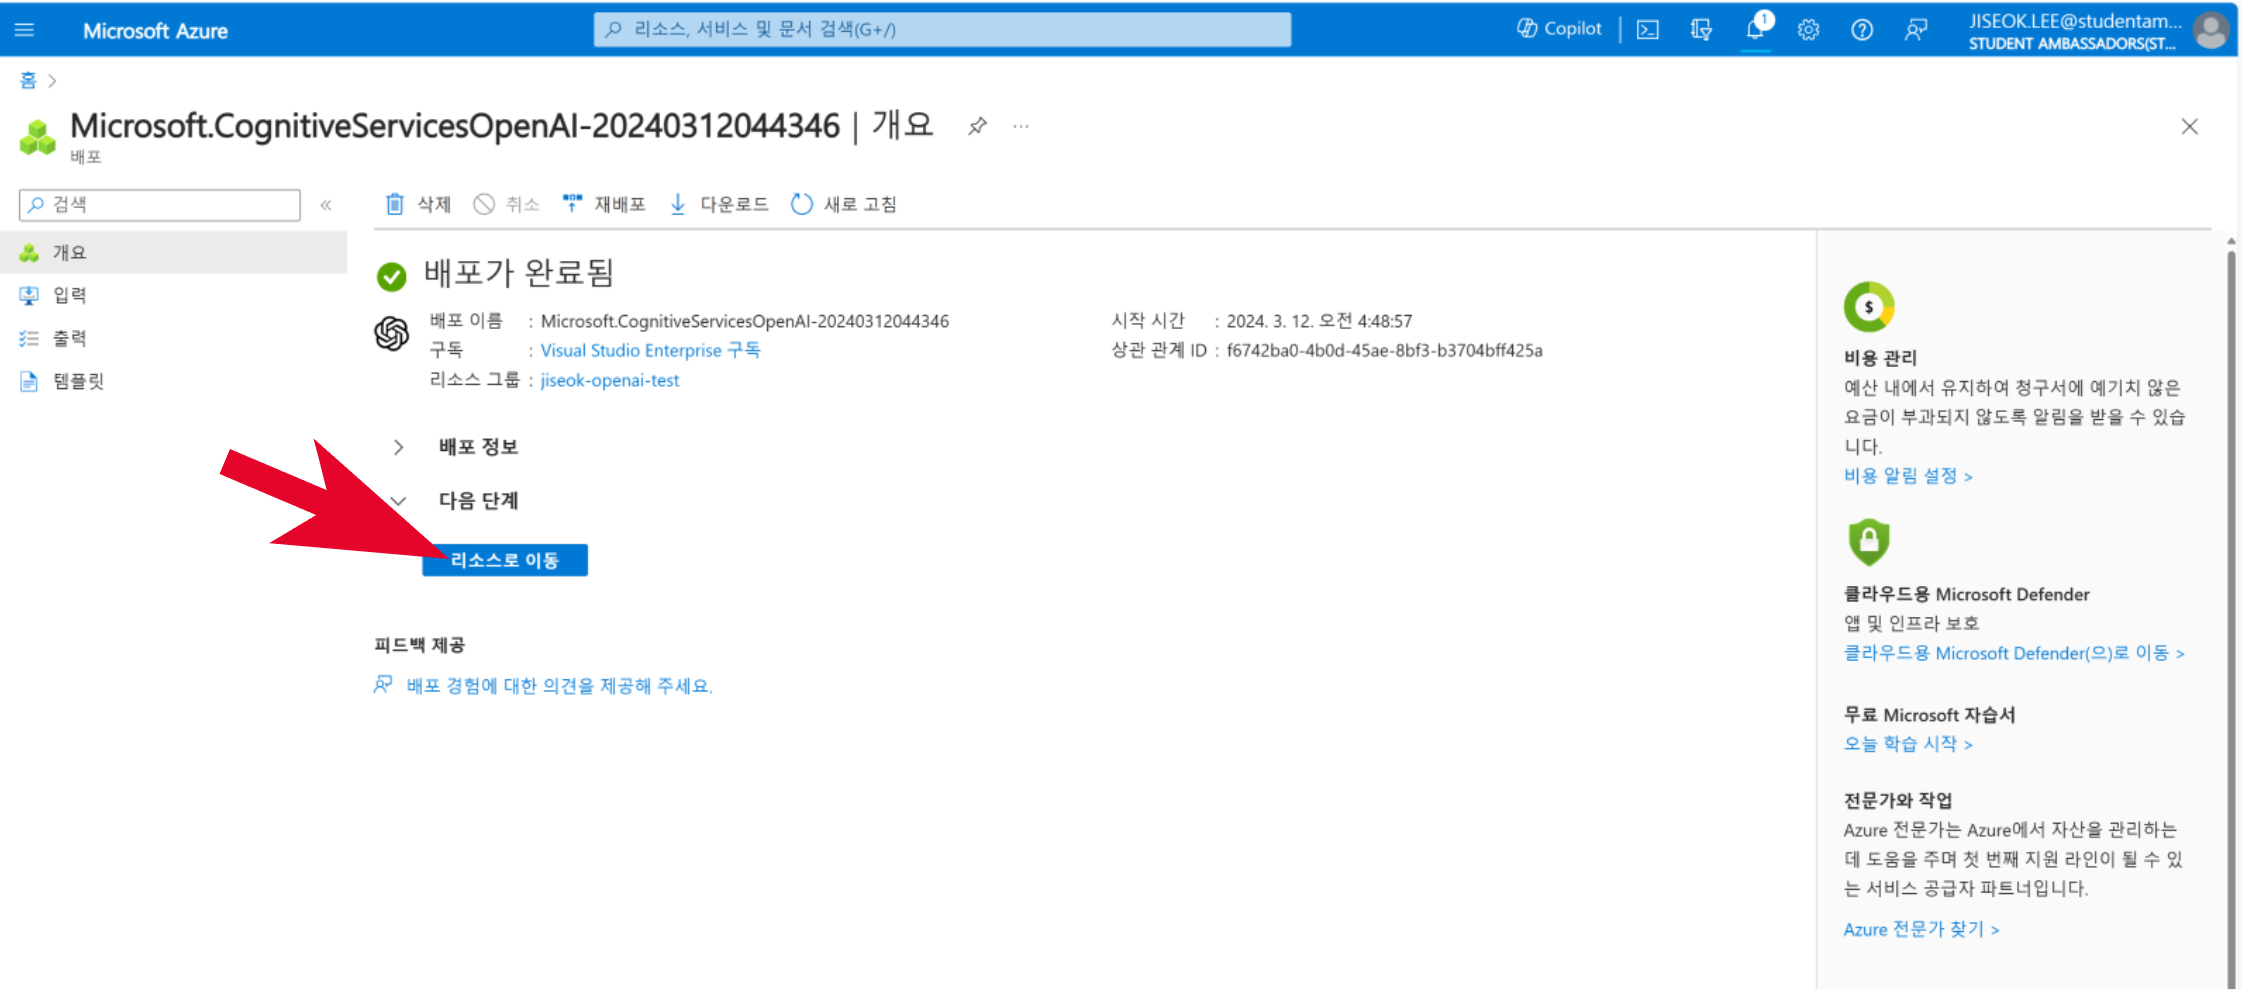 Microsoft Azure
리소스, 서비스 및 문서 검색(G+/)
Copilot
1
JISEOK.LEE@studentam...
STUDENT AMBASSADORS(ST...
홈 >
Microsoft.CognitiveServicesOpenAI-20240312044346 | 개요
배포
검색
«
삭제
취소
재배포
다운로드
새로 고침
개요
입력
출력
템플릿
배포가 완료됨
배포 이름 : Microsoft.CognitiveServicesOpenAI-20240312044346
구독 : Visual Studio Enterprise 구독
리소스 그룹 : jiseok-openai-test
시작 시간 : 2024. 3. 12. 오전 4:48:57
상관 관계 ID : f6742ba0-4b0d-45ae-8bf3-b3704bff425a
배포 정보
다음 단계
리소스로 이동
피드백 제공
배포 경험에 대한 의견을 제공해 주세요.
$
비용 관리
예산 내에서 유지하여 청구서에 예기치 않은
요금이 부과되지 않도록 알림을 받을 수 있습
니다.
비용 알림 설정 >
클라우드용 Microsoft Defender
앱 및 인프라 보호
클라우드용 Microsoft Defender(으)로 이동 >
무료 Microsoft 자습서
오늘 학습 시작 >
전문가와 작업
Azure 전문가는 Azure에서 자산을 관리하는
데 도움을 주며 첫 번째 지원 라인이 될 수 있
는 서비스 공급자 파트너입니다.
Azure 전문가 찾기 >